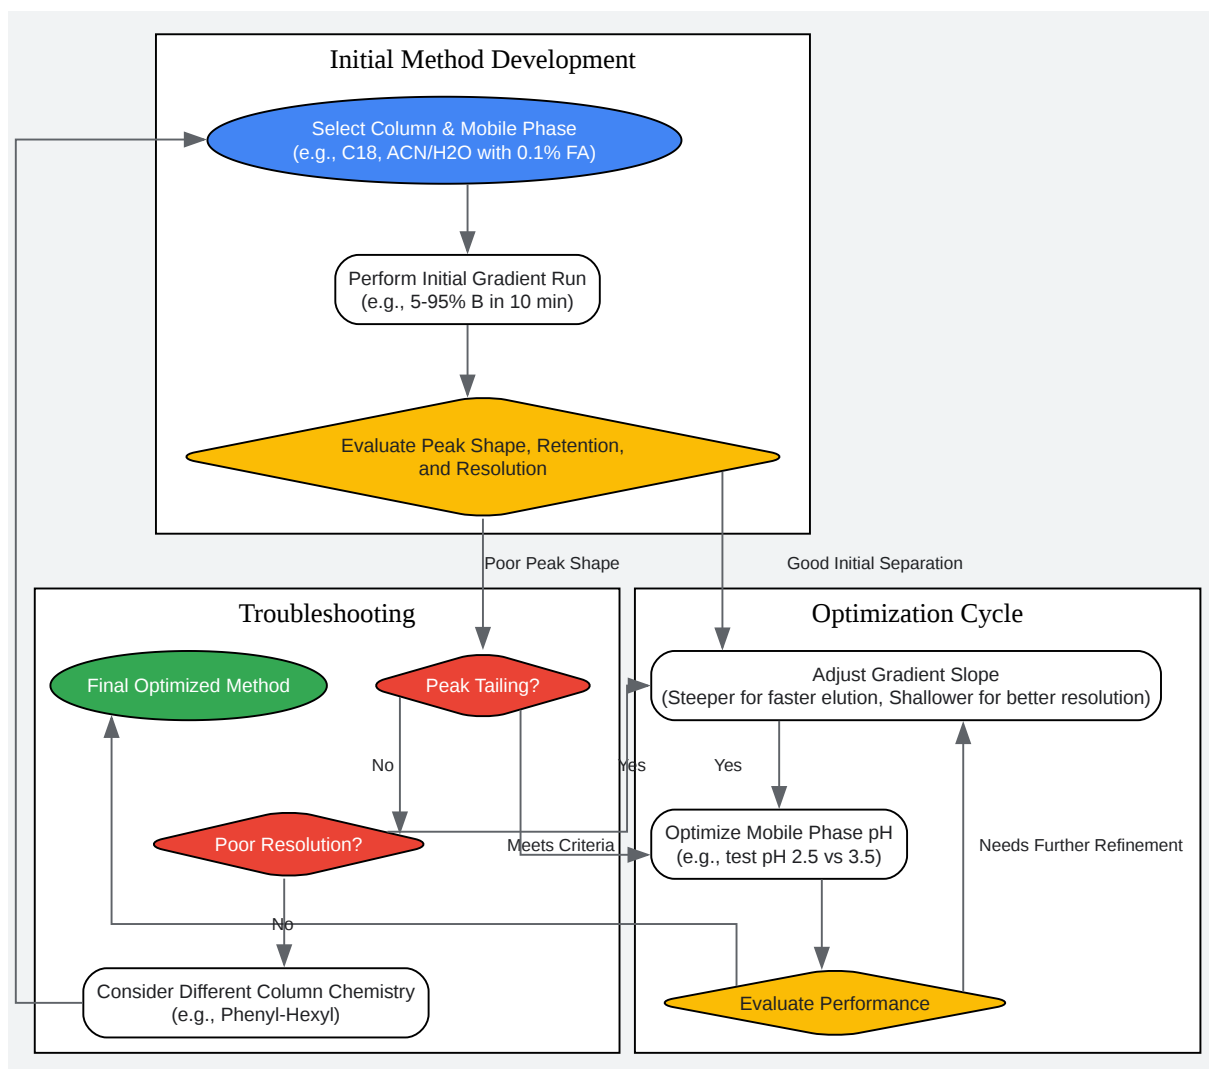 Initial Method Development
Select Column & Mobile Phase
(e.g., C18, ACN/H2O with 0.1% FA)
Perform Initial Gradient Run
(e.g., 5-95% B in 10 min)
Evaluate Peak Shape, Retention,
and Resolution
Poor Peak Shape
Good Initial Separation
Troubleshooting
Optimization Cycle
Final Optimized Method
Peak Tailing?
Adjust Gradient Slope
(Steeper for faster elution, Shallower for better resolution)
No
Yes
Yes
Poor Resolution?
Meets Criteria
Optimize Mobile Phase pH
(e.g., test pH 2.5 vs 3.5)
Needs Further Refinement
No
Consider Different Column Chemistry
(e.g., Phenyl-Hexyl)
Evaluate Performance